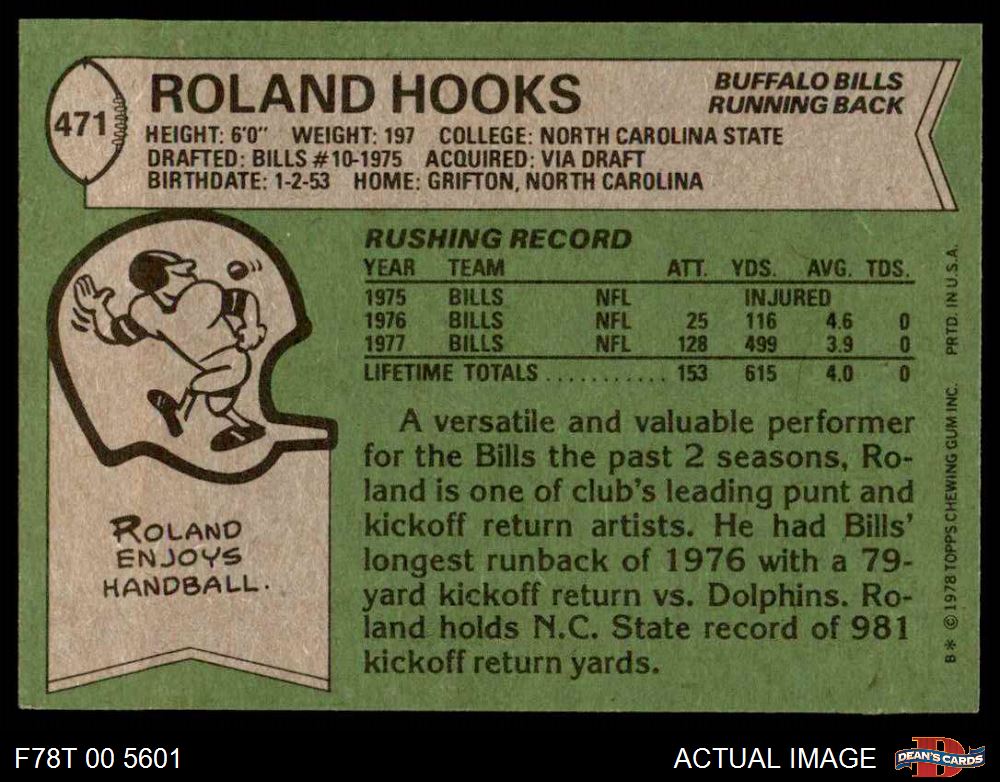 471
ROLAND HOOKS
BUFFALO BILLS
RUNNING BACK
HEIGHT: 6'0" WEIGHT: 197 COLLEGE: NORTH CAROLINA STATE
DRAFTED: BILLS #10-1975 ACQUIRED: VIA DRAFT
BIRTHDATE: 1-2-53 HOME: GRIFTON, NORTH CAROLINA
RUSHING RECORD
YEAR TEAM ATT. YDS. AVG. TDS.
1975 BILLS NFL INJURED
1976 BILLS NFL 25 116 4.6 0
1977 BILLS NFL 128 499 3.9 0
LIFETIME TOTALS ........... 153 615 4.0 0
A versatile and valuable performer
for the Bills the past 2 seasons, Ro-
land is one of club's leading punt and
kickoff return artists. He had Bills'
longest runback of 1976 with a 79-
yard kickoff return vs. Dolphins. Ro-
land holds N.C. State record of 981
kickoff return yards.
ROLAND
ENJOYS
HANDBALL.
B* ©1978 TOPPS CHEWING GUM INC. PRTD. IN U.S.A.
F78T 00 5601
ACTUAL IMAGE
D
DEAN'S CARDS